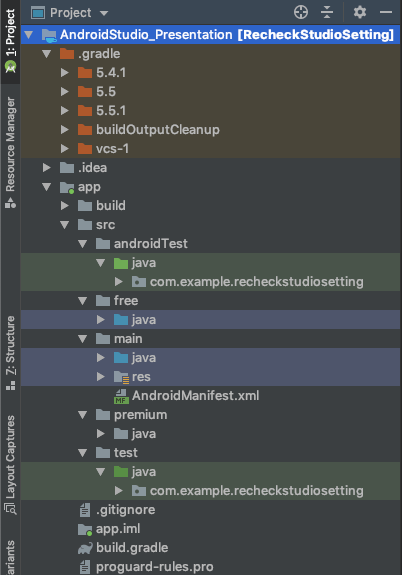 Project
AndroidStudio_Presentation [RecheckStudioSetting]
.gradle
5.4.1
5.5
5.5.1
buildOutputCleanup
vcs-1
.idea
app
build
src
androidTest
java
com.example.recheckstudiosetting
free
java
main
java
res
AndroidManifest.xml
premium
java
test
java
com.example.recheckstudiosetting
.gitignore
app.iml
build.gradle
proguard-rules.pro
1: Project
Resource Manager
Z: Structure
Layout Captures
ariants